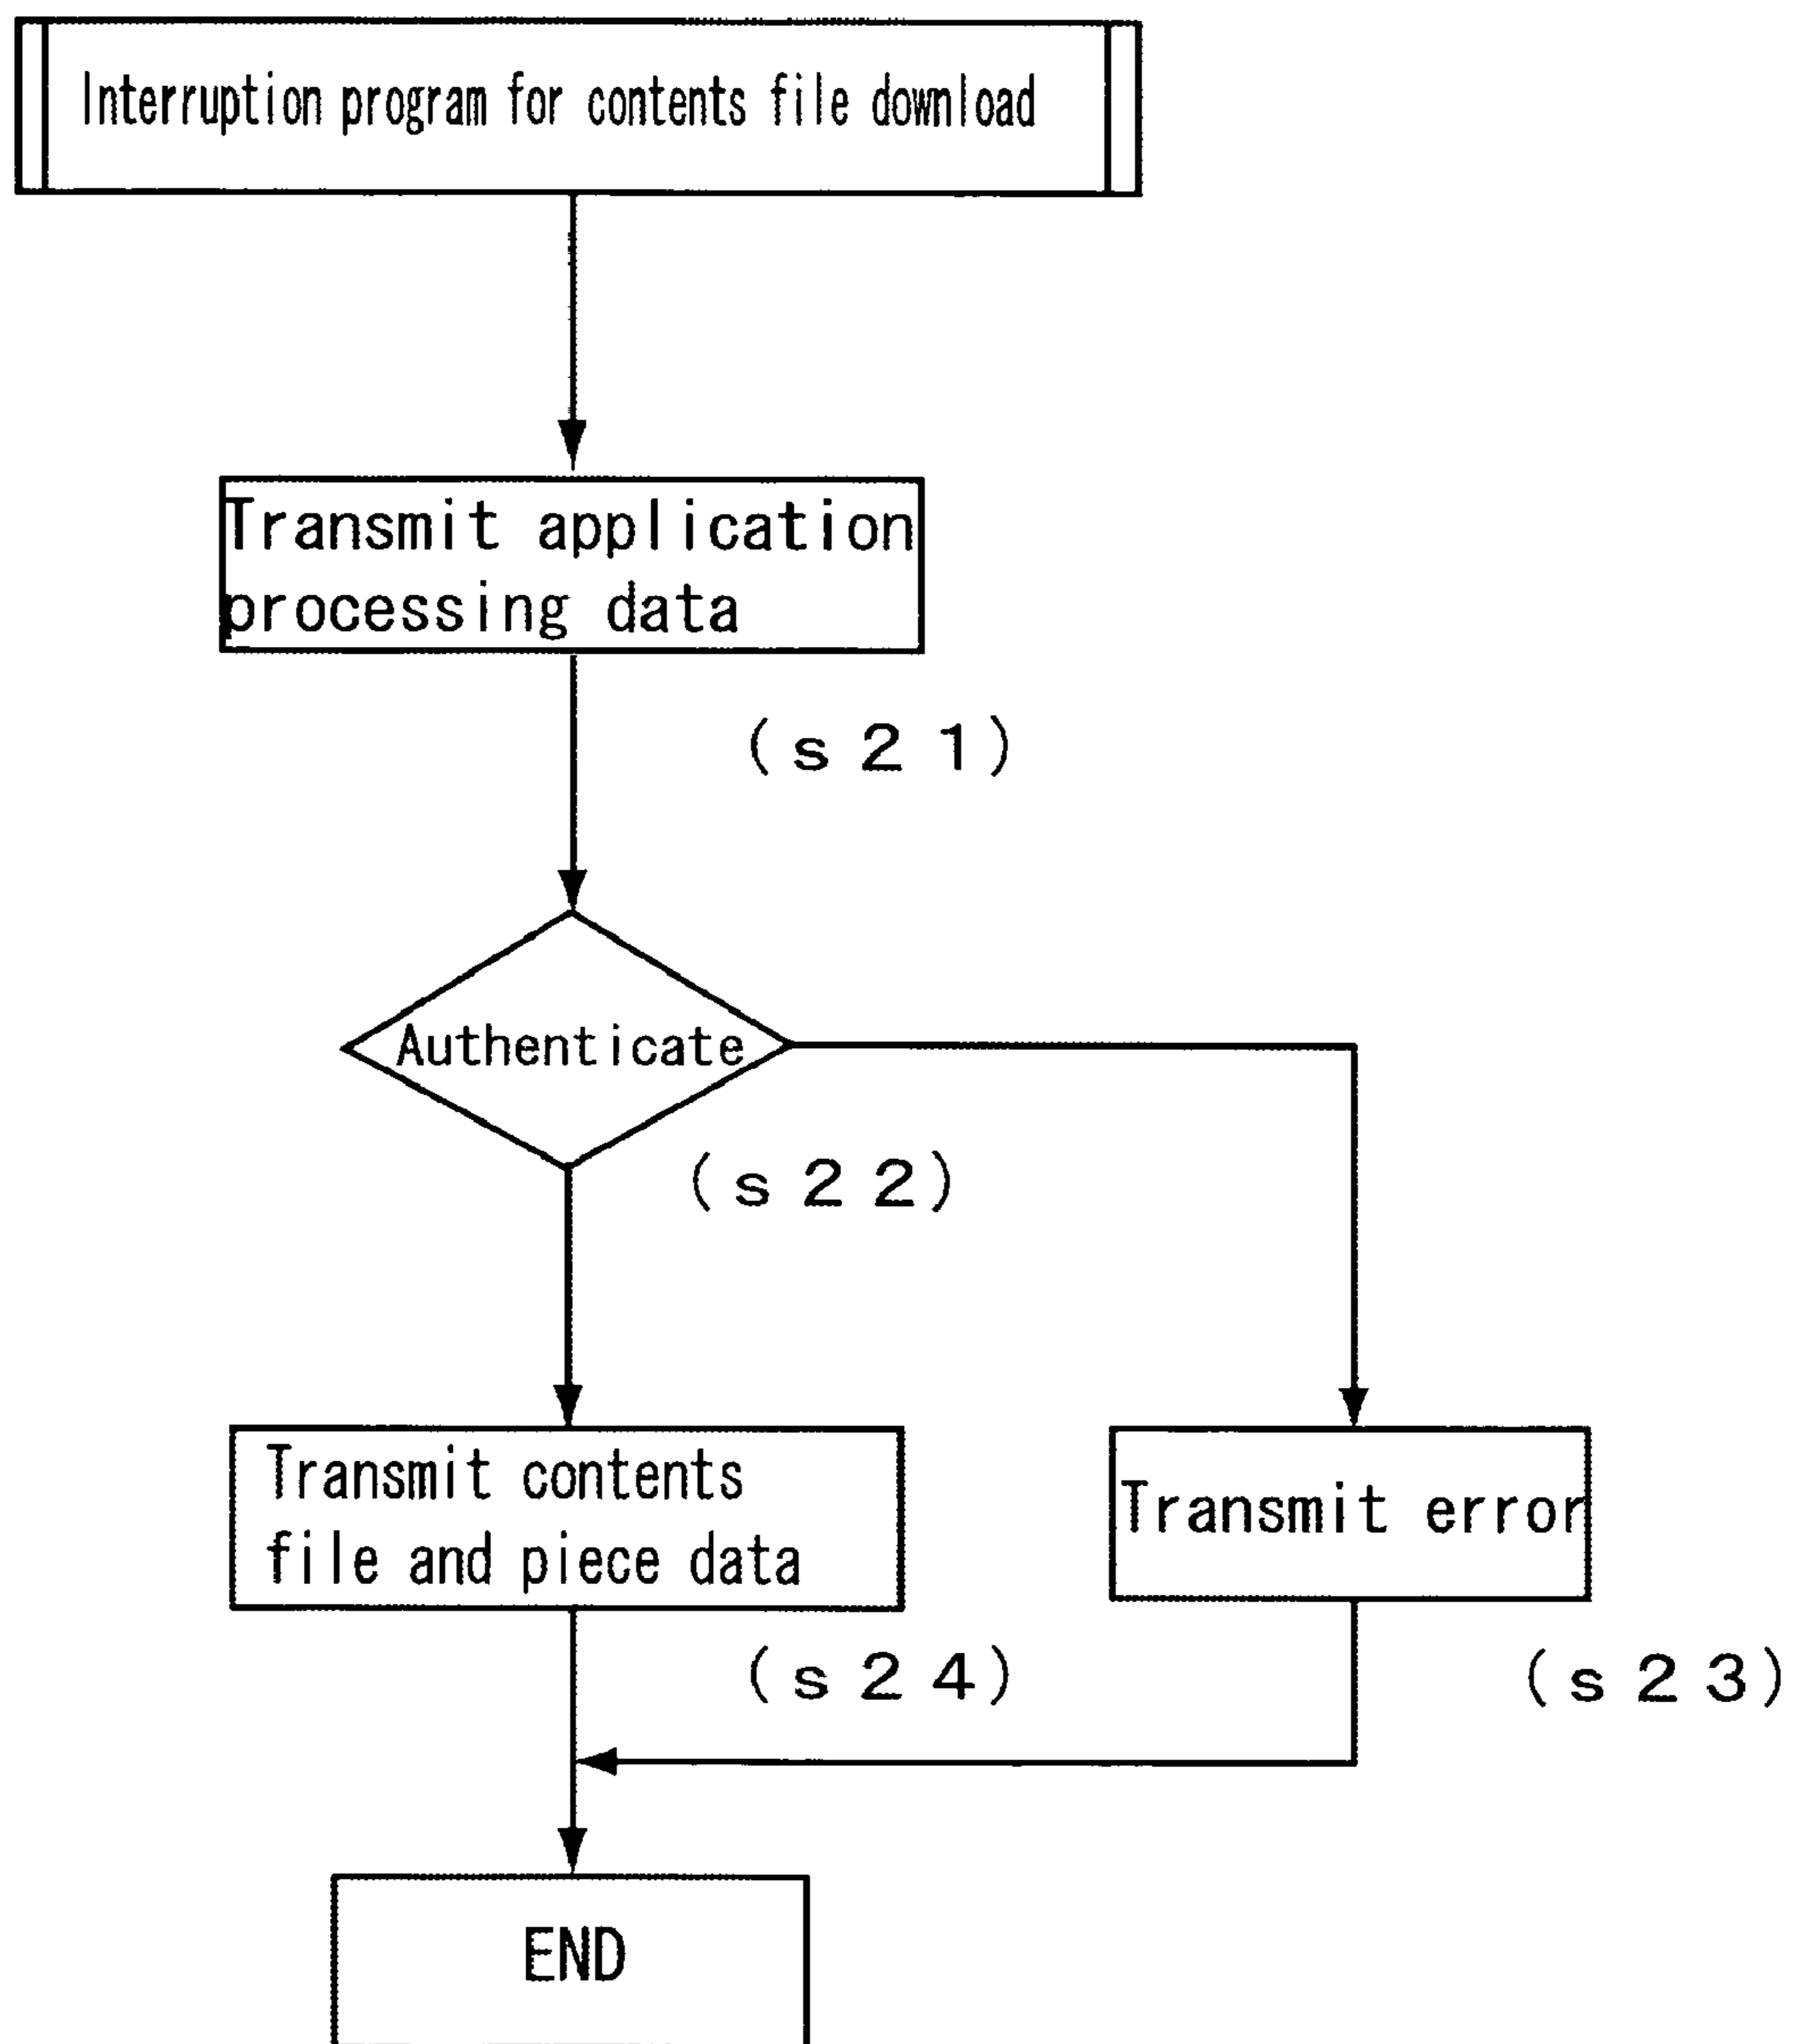 Interruption program for contents file download
Transmit application
processing data
(s21)
Authenticate
(s22)
Transmit contents
file and piece data
Transmit error
(s24)
(s23)
END